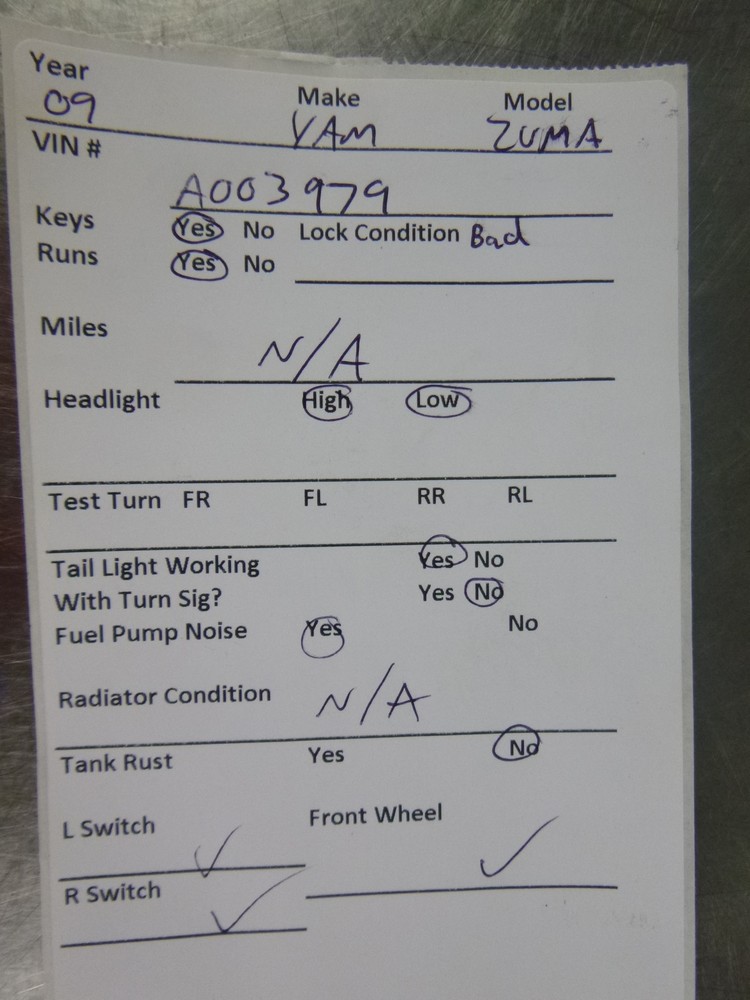 Year Make Model
09 YAM ZUMA
VIN #
A003979
Keys Yes No Lock Condition Bad
Runs Yes No
Miles N/A
Headlight High Low
Test Turn FR FL RR RL
Tail Light Working Yes No
With Turn Sig? Yes No
Fuel Pump Noise Yes No
Radiator Condition N/A
Tank Rust Yes No
L Switch ✓ Front Wheel ✓
R Switch ✓